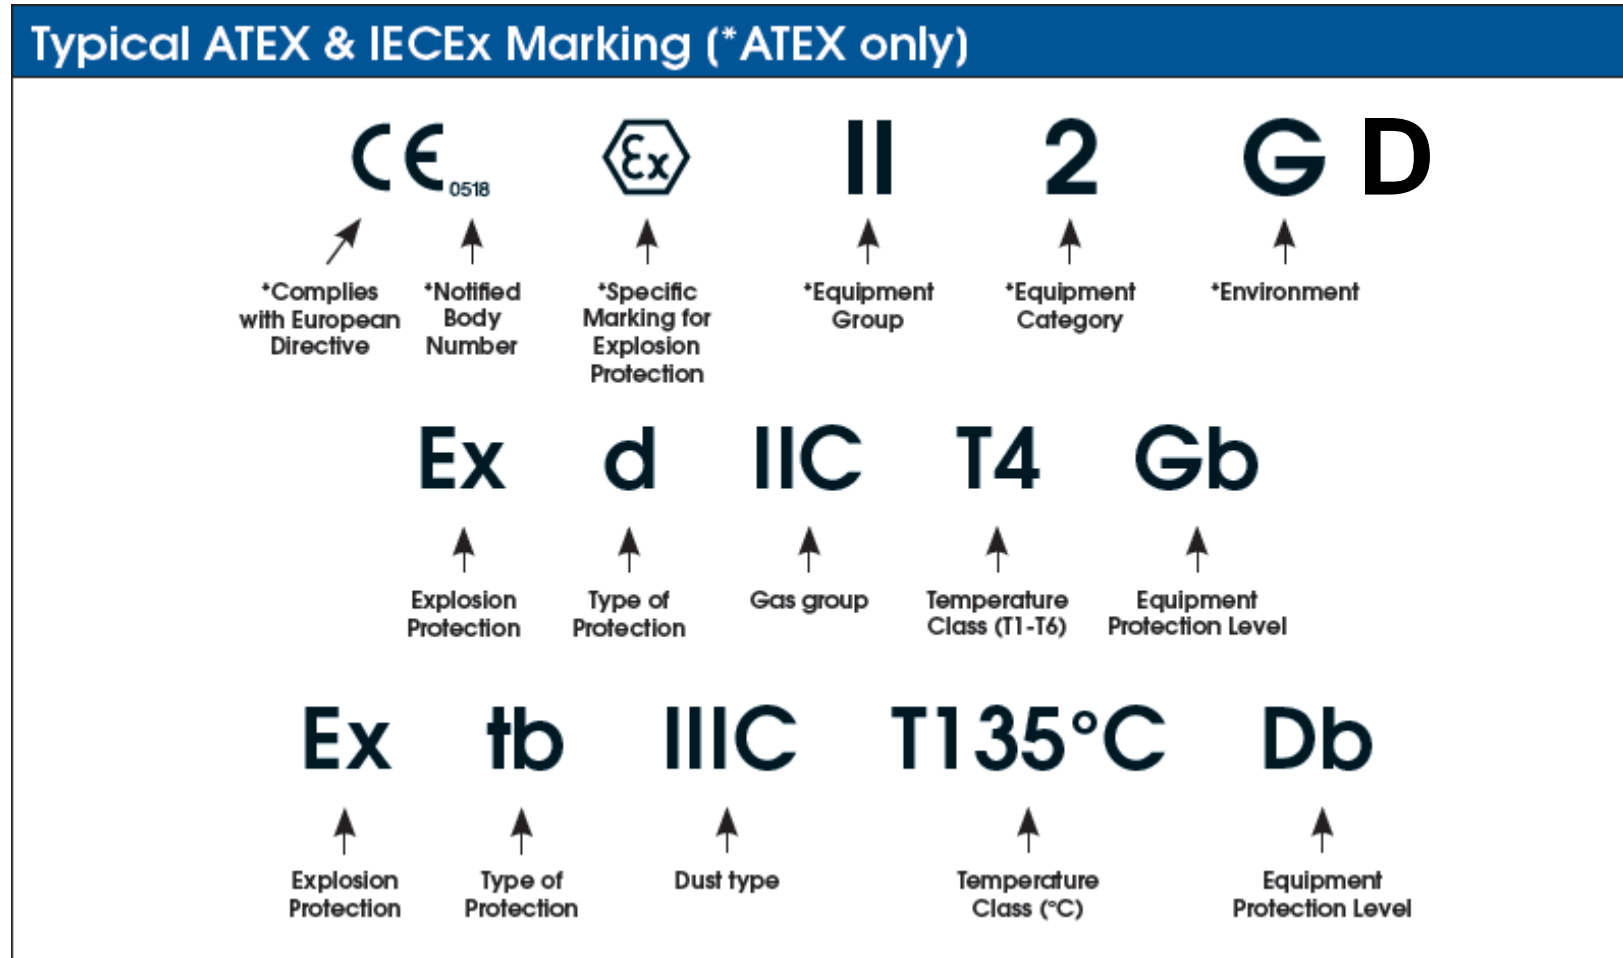 Typical ATEX & IECEx Marking (*ATEX only)
CE 0518 Ex II 2 G D
*Complies with European Directive
*Notified Body Number
*Specific Marking for Explosion Protection
*Equipment Group
*Equipment Category
*Environment
Ex d IIC T4 Gb
Explosion Protection
Type of Protection
Gas group
Temperature Class (T1-T6)
Equipment Protection Level
Ex tb IIIC T135°C Db
Explosion Protection
Type of Protection
Dust type
Temperature Class (°C)
Equipment Protection Level